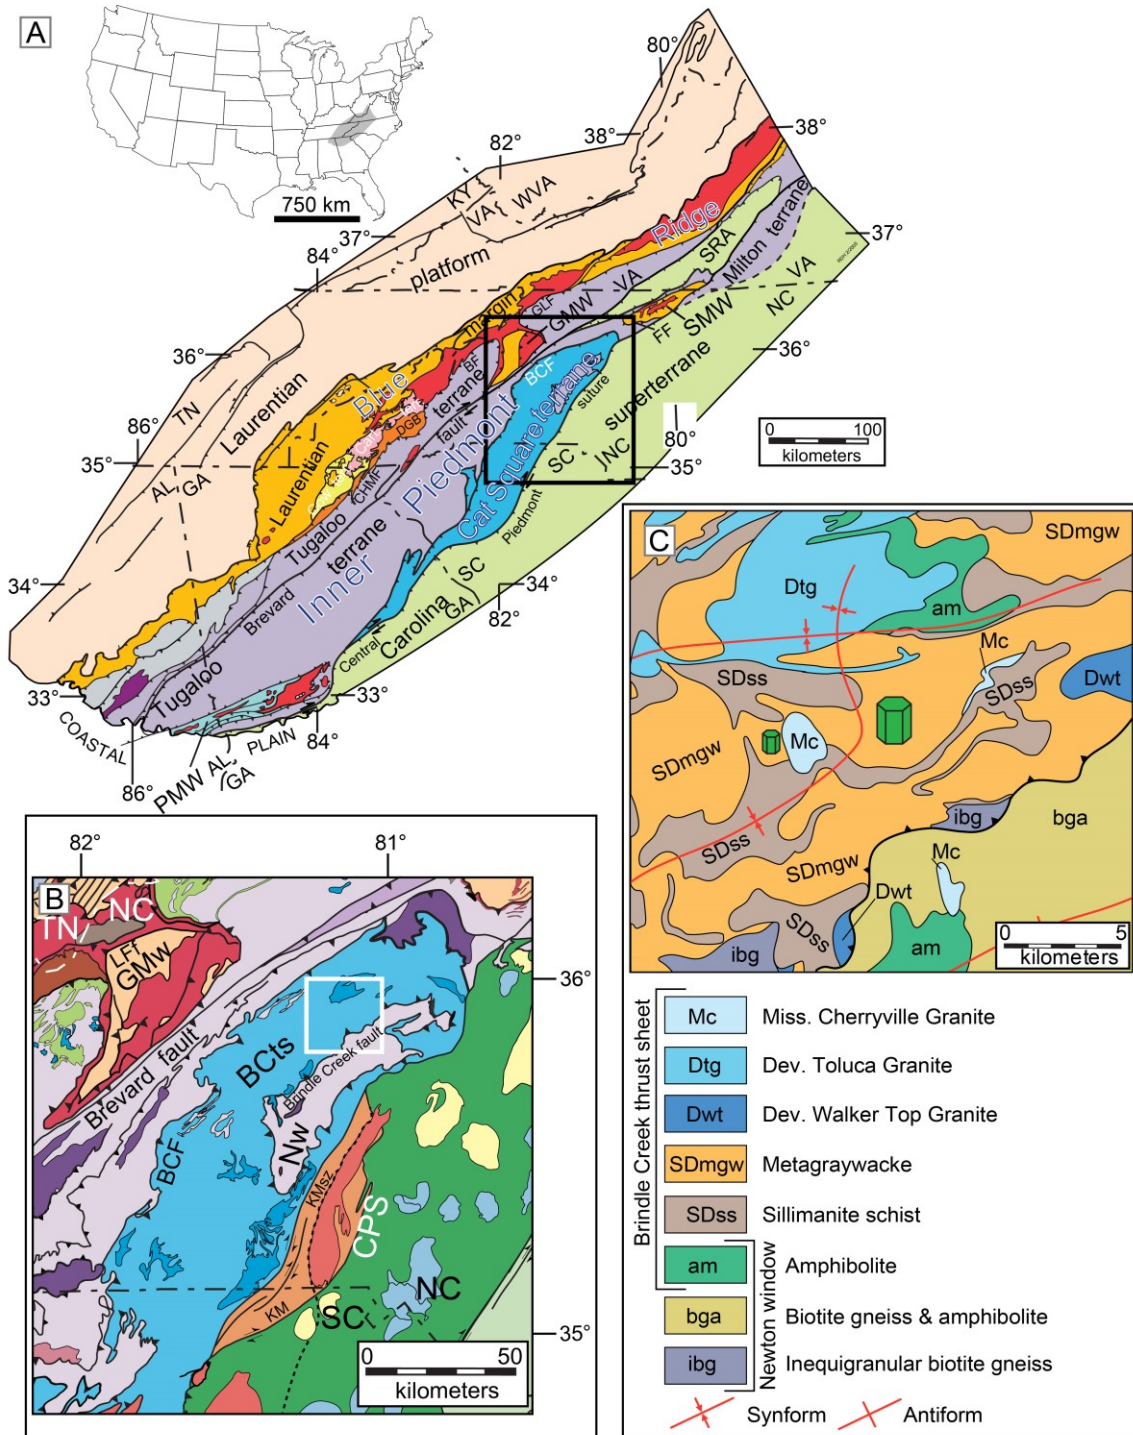 A
750 km
80°
38°
82°
KY
VA
WVA
38°
37°
84°
platform
Ridge
SRA
Milton terrane
37°
margin
GLF
GMW
VA
VA
NC
SMW
FF
36°
36°
Blue
BF
terrane
BCF
suture
superterrane
TN
Laurentian
DGB
fault
Piedmont
Cat Square terrane
86°
35°
AL
GA
Laurentian
CHMF
SC
NC
80°
35°
0 100
kilometers
Tugaloo
terrane
Inner
Piedmont
34°
Brevard
SC
GA
34°
82°
Carolina
Central
33°
Tugaloo
33°
COASTAL
PLAIN
84°
86°
PMW
AL
GA
B
82°
81°
TN
NC
LFT
GMw
36°
Brevard fault
BCts
Brindle Creek fault
BCF
Nw
KMsz
CPS
KM
SC
NC
35°
0 50
kilometers
C
SDmgw
Dtg
am
Mc
SDss
SDss
Dwt
Mc
SDmgw
ibg
bga
SDss
SDmgw
Mc
Dwt
SDss
ibg
am
0 5
kilometers
Brindle Creek thrust sheet
Newton window
Mc Miss. Cherryville Granite
Dtg Dev. Toluca Granite
Dwt Dev. Walker Top Granite
SDmgw Metagraywacke
SDss Sillimanite schist
am Amphibolite
bga Biotite gneiss & amphibolite
ibg Inequigranular biotite gneiss
Synform Antiform